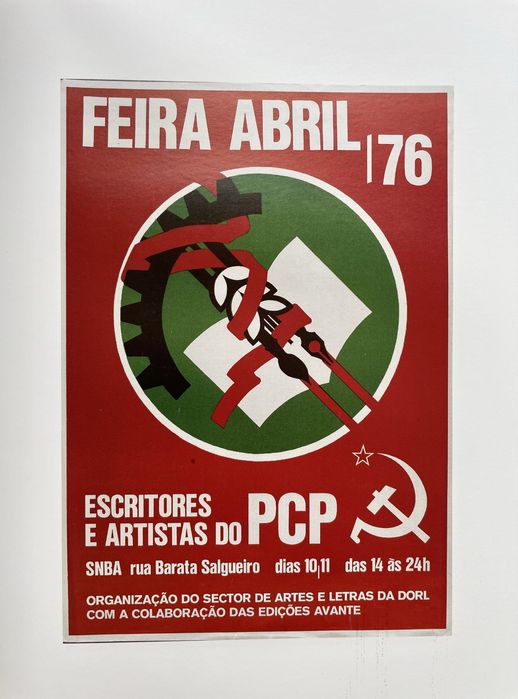 FEIRA ABRIL
|76
ESCRITORES
E ARTISTAS DO PCP
SNBA rua Barata Salgueiro dias 10|11 das 14 às 24h
ORGANIZAÇÃO DO SECTOR DE ARTES E LETRAS DA DORL
COM A COLABORAÇÃO DAS EDIÇÕES AVANTE